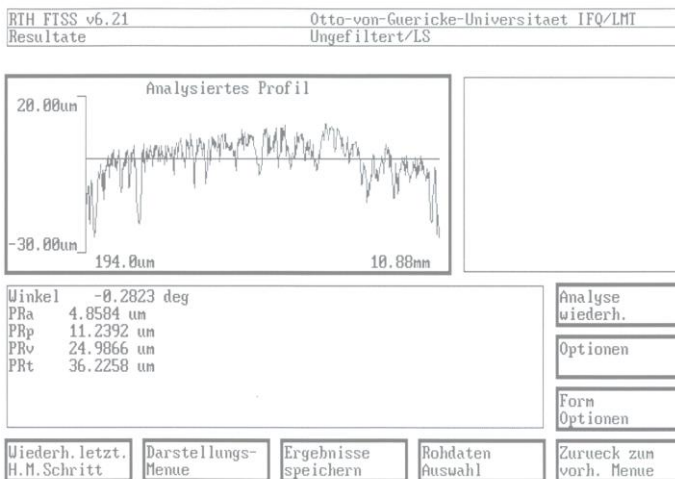 RTH FTSS v6.21 Otto-von-Guericke-Universitaet IFQ/LMT
Resultate Ungefiltert/LS
Analysiertes Profil
20.00um
-30.00um
194.0um 10.88mm
Winkel -0.2823 deg
PRa 4.8584 um
PRp 11.2392 um
PRv 24.9866 um
PRt 36.2258 um
Analyse
wiederh.
Optionen
Form
Optionen
Wiederh.letzt.
H.M.Schritt
Darstellungs-
Menue
Ergebnisse
speichern
Rohdaten
Auswahl
Zurueck zum
vorh. Menue